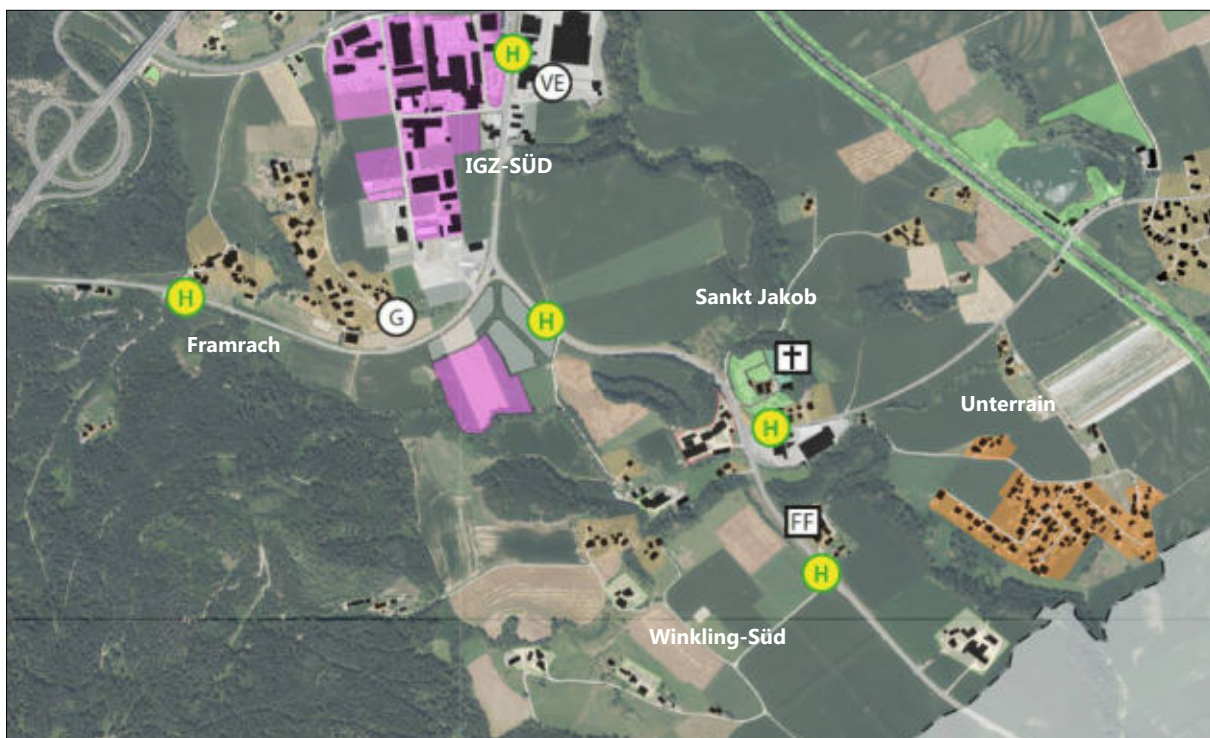 H
VE
IGZ-SÜD
Sankt Jakob
H
G
H
Framrach
Unterrain
H
FF
H
Winkling-Süd